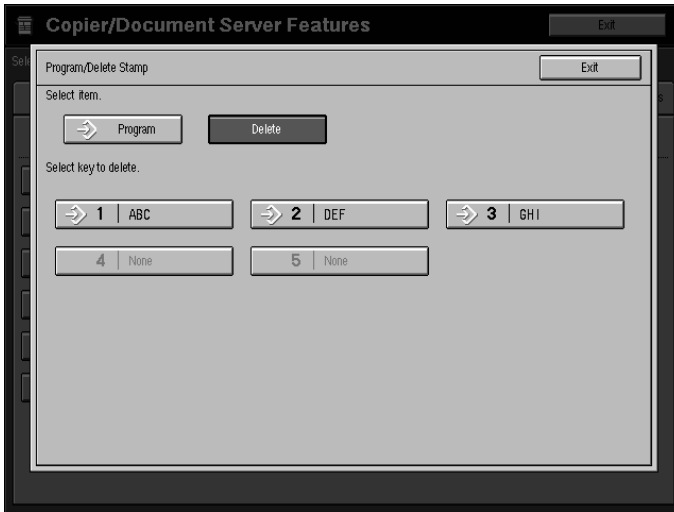 Copier/Document Server Features Exit
Sele
Program/Delete Stamp Exit
Select item.
s
Program Delete
Select key to delete.
1 ABC 2 DEF 3 GHI
4 None 5 None